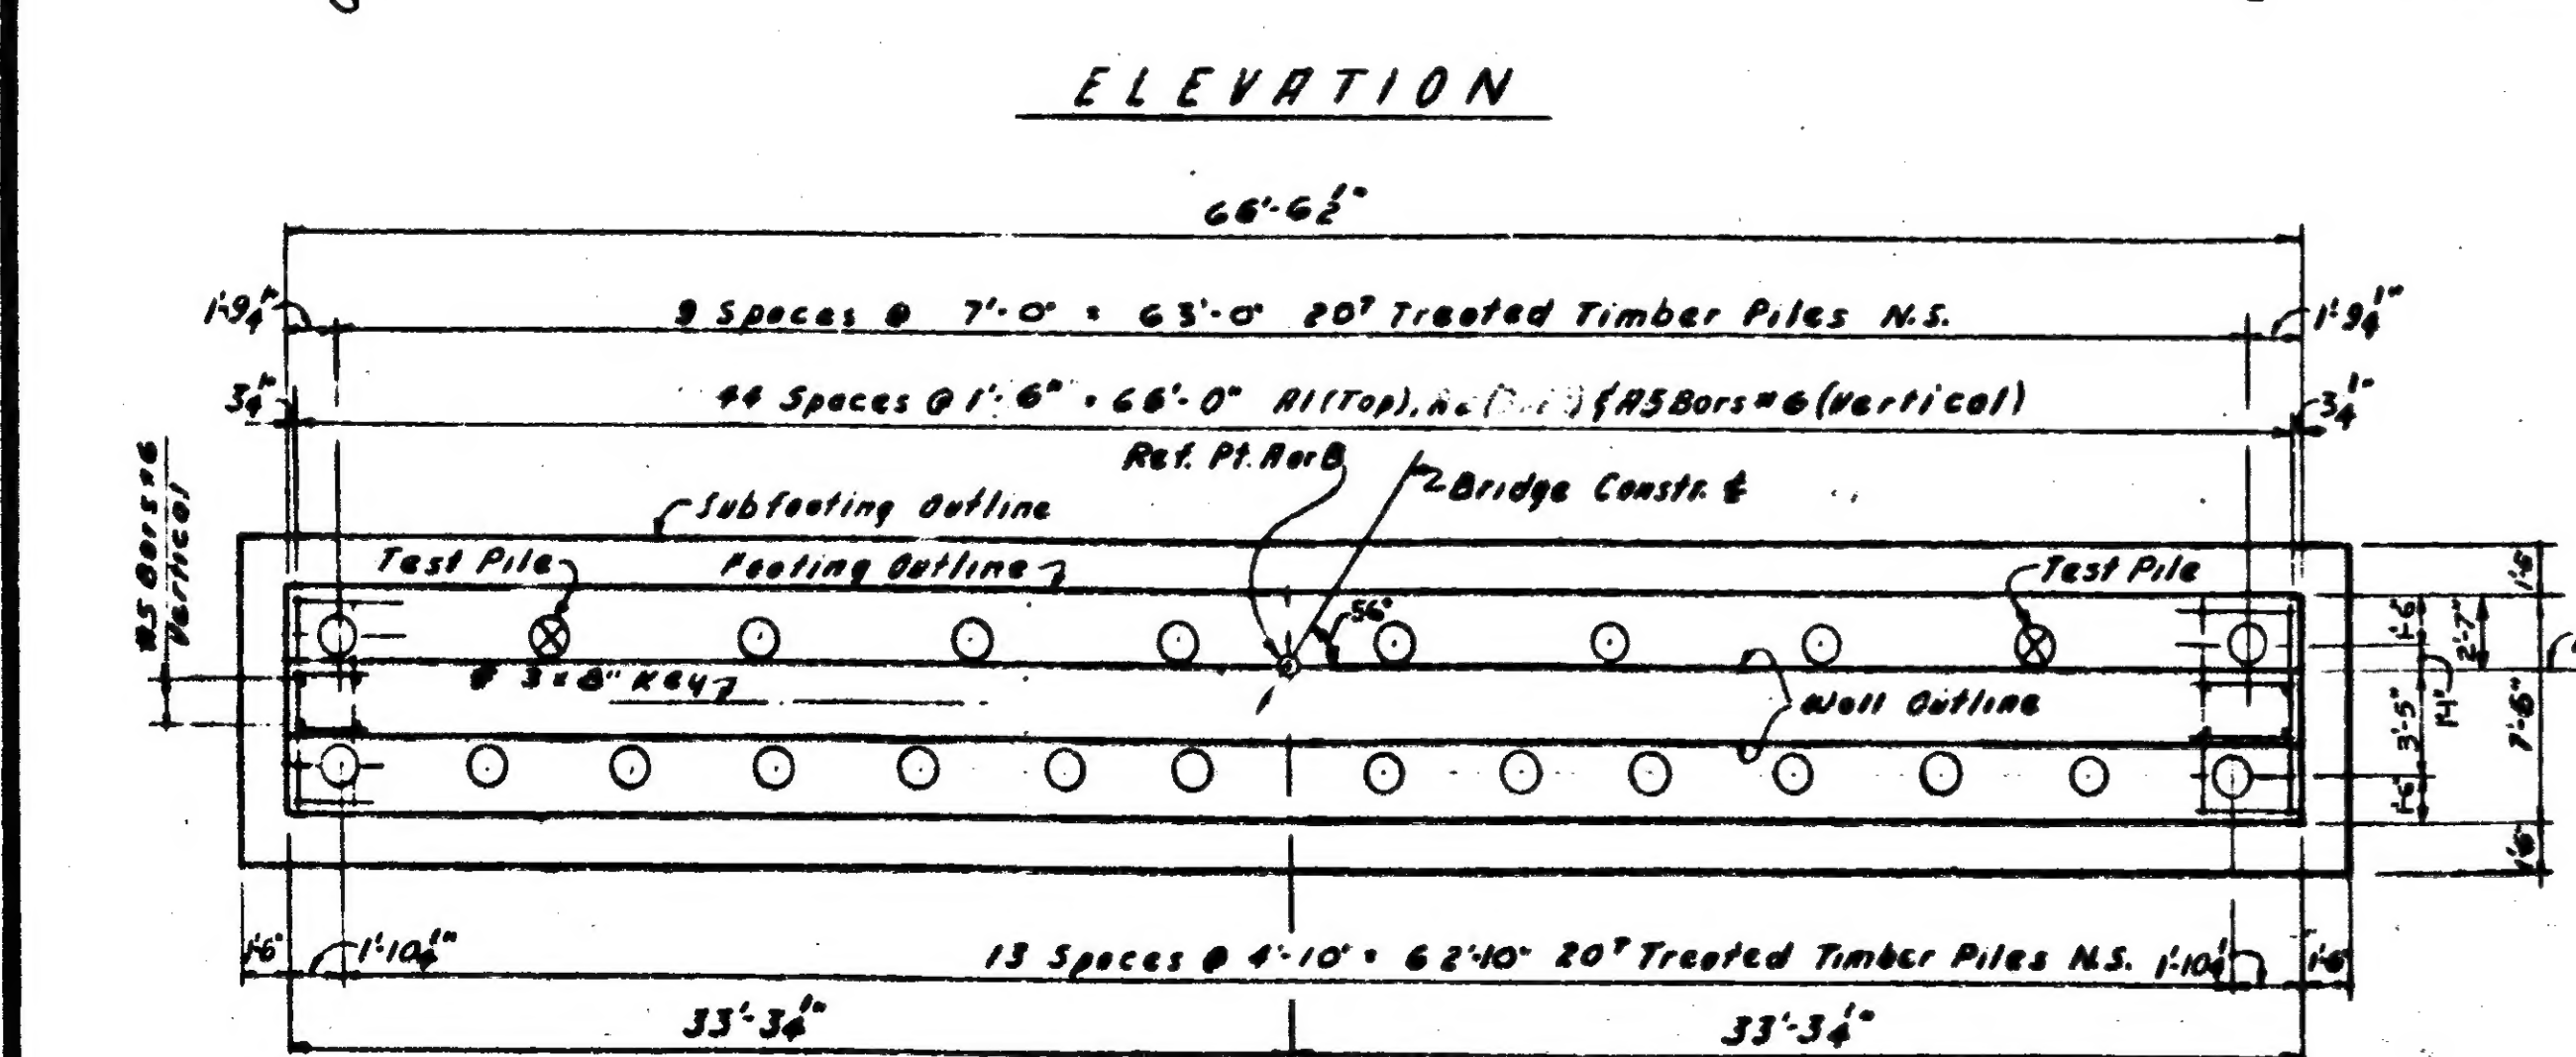 ELEVATION
66'-6½"
1'-9¼"
9 Spaces @ 7'-0" = 63'-0" 20T Treated Timber Piles N.S.
1'-9¼"
3¼"
44 Spaces @ 1'-6" = 66'-0" A1 (Top), & A5 Bars #6 (Vertical)
3¼"
Ref. Pt. A or B
Bridge Constr. ℄
#5 Bars #6
Vertical
Subfooting Outline
Test Pile
Footing Outline
Test Pile
56°
1'-6"
1'-6"
2'-7"
3 x 8" Key
Wall Outline
3'-5"
14"
7'-6"
1'-6"
1'-6"
1'-6"
1'-10¼"
13 Spaces @ 4'-10" = 62'-10" 20T Treated Timber Piles N.S.
1'-10¼"
1'-6"
33'-3¼"
33'-3¼"